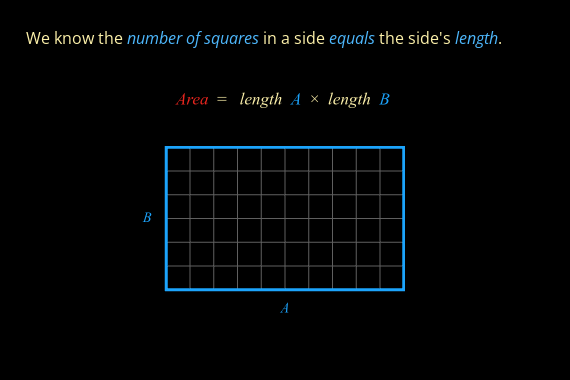 We know the number of squares in a side equals the side's length.
Area = length A × length B
B
A